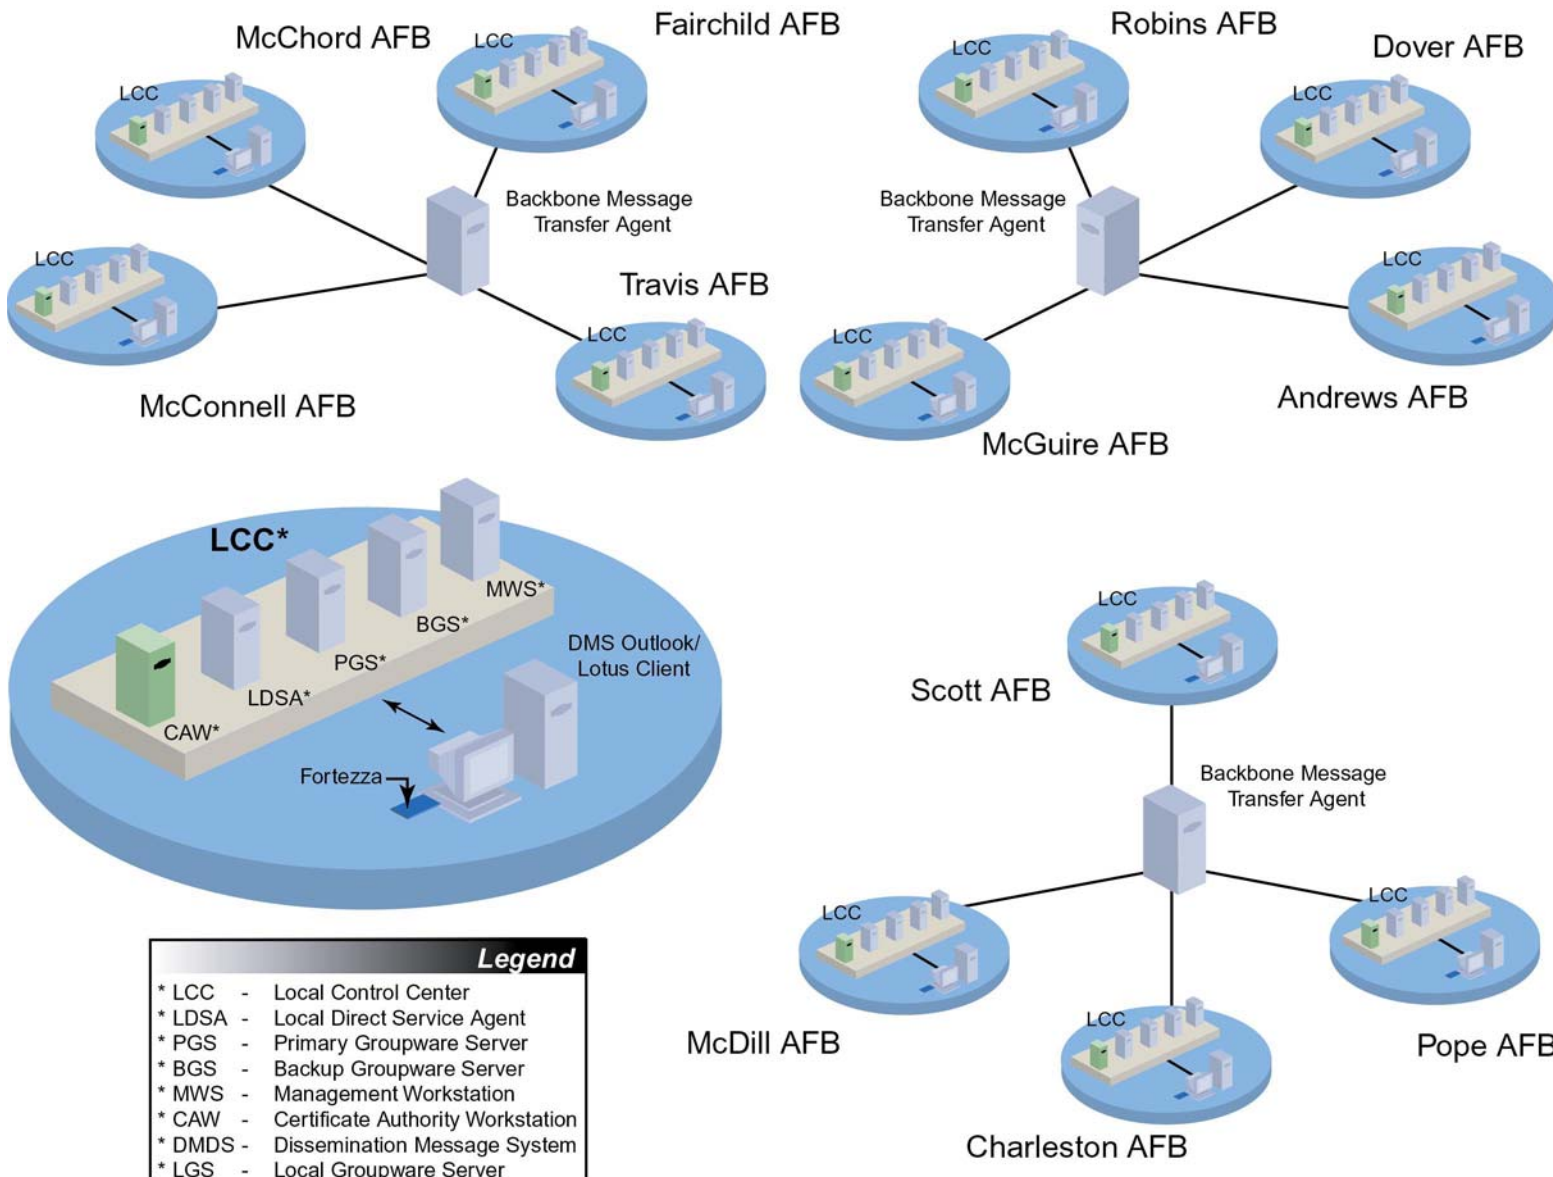 McChord AFB
LCC
Fairchild AFB
LCC
Backbone Message
Transfer Agent
LCC
McConnell AFB
Travis AFB
LCC
Robins AFB
LCC
Dover AFB
LCC
Backbone Message
Transfer Agent
LCC
Andrews AFB
LCC
McGuire AFB
LCC*
MWS*
BGS*
PGS*
LDSA*
CAW*
DMS Outlook/
Lotus Client
Fortezza
LCC
Scott AFB
Backbone Message
Transfer Agent
LCC
McDill AFB
LCC
Pope AFB
LCC
Charleston AFB
Legend
* LCC - Local Control Center
* LDSA - Local Direct Service Agent
* PGS - Primary Groupware Server
* BGS - Backup Groupware Server
* MWS - Management Workstation
* CAW - Certificate Authority Workstation
* DMDS - Dissemination Message System
* LGS - Local Groupware Server